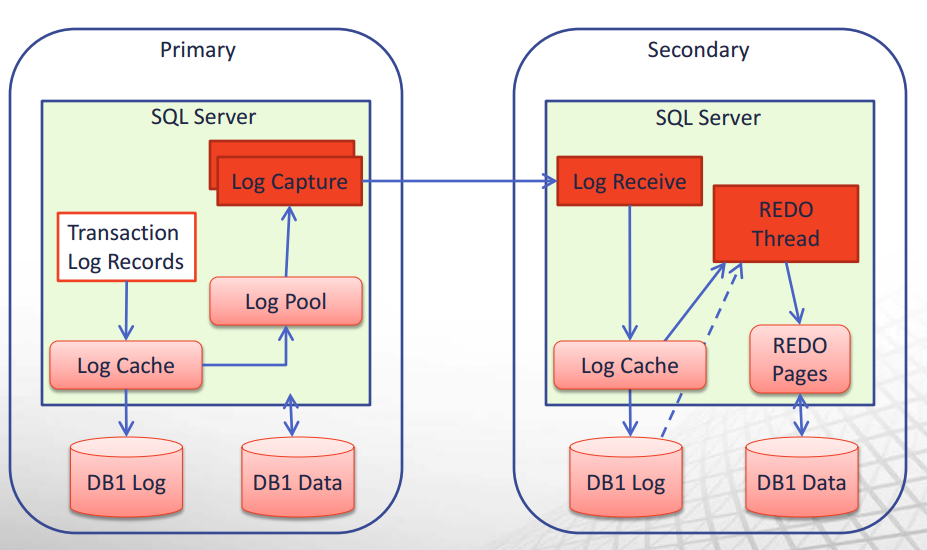 Primary
SQL Server
Log Capture
Transaction
Log Records
Log Pool
Log Cache
DB1 Log
DB1 Data
Secondary
SQL Server
Log Receive
REDO
Thread
Log Cache
REDO
Pages
DB1 Log
DB1 Data